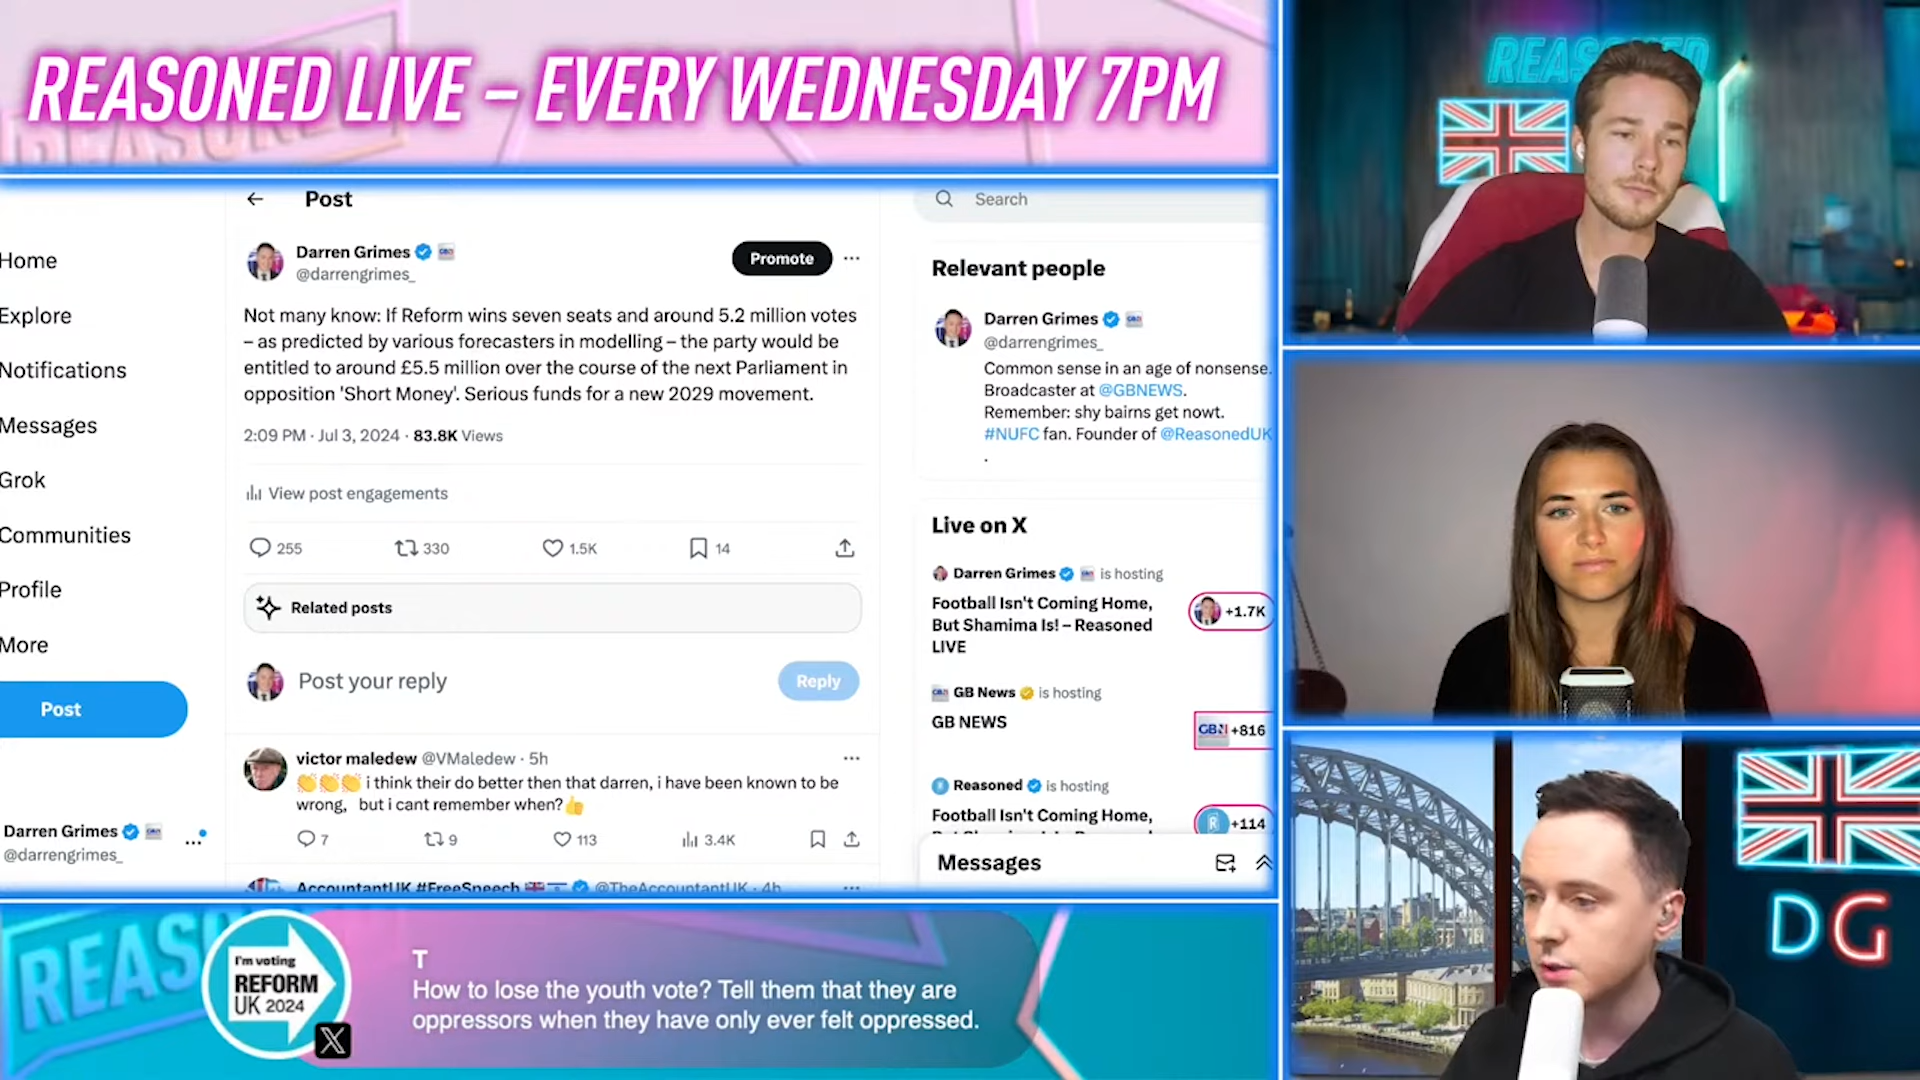 REASONED LIVE – EVERY WEDNESDAY 7PM
Home
Explore
Notifications
Messages
Grok
Communities
Profile
More
Post
Darren Grimes
@darrengrimes_
Post
Darren Grimes
@darrengrimes_
Promote
Not many know: If Reform wins seven seats and around 5.2 million votes
– as predicted by various forecasters in modelling – the party would be
entitled to around £5.5 million over the course of the next Parliament in
opposition 'Short Money'. Serious funds for a new 2029 movement.
2:09 PM · Jul 3, 2024 · 83.8K Views
View post engagements
255 330 1.5K 14
Related posts
Post your reply
Reply
victor maledew @VMaledew · 5h
👏👏👏 i think their do better then that darren, i have been known to be
wrong, but i cant remember when?👍
7 9 113 3.4K
AccountantUK #FreeSpeech @TheAccountantUK · 4h
Search
Relevant people
Darren Grimes
@darrengrimes_
Common sense in an age of nonsense.
Broadcaster at @GBNEWS.
Remember: shy bairns get nowt.
#NUFC fan. Founder of @ReasonedUK
.
Live on X
Darren Grimes is hosting
Football Isn't Coming Home,
But Shamima Is! – Reasoned
LIVE
+1.7K
GB News is hosting
GB NEWS
GBN +816
Reasoned is hosting
Football Isn't Coming Home,
+114
Messages
REASONED
DG
REAS
I'm voting
REFORM
UK 2024
T
How to lose the youth vote? Tell them that they are
oppressors when they have only ever felt oppressed.